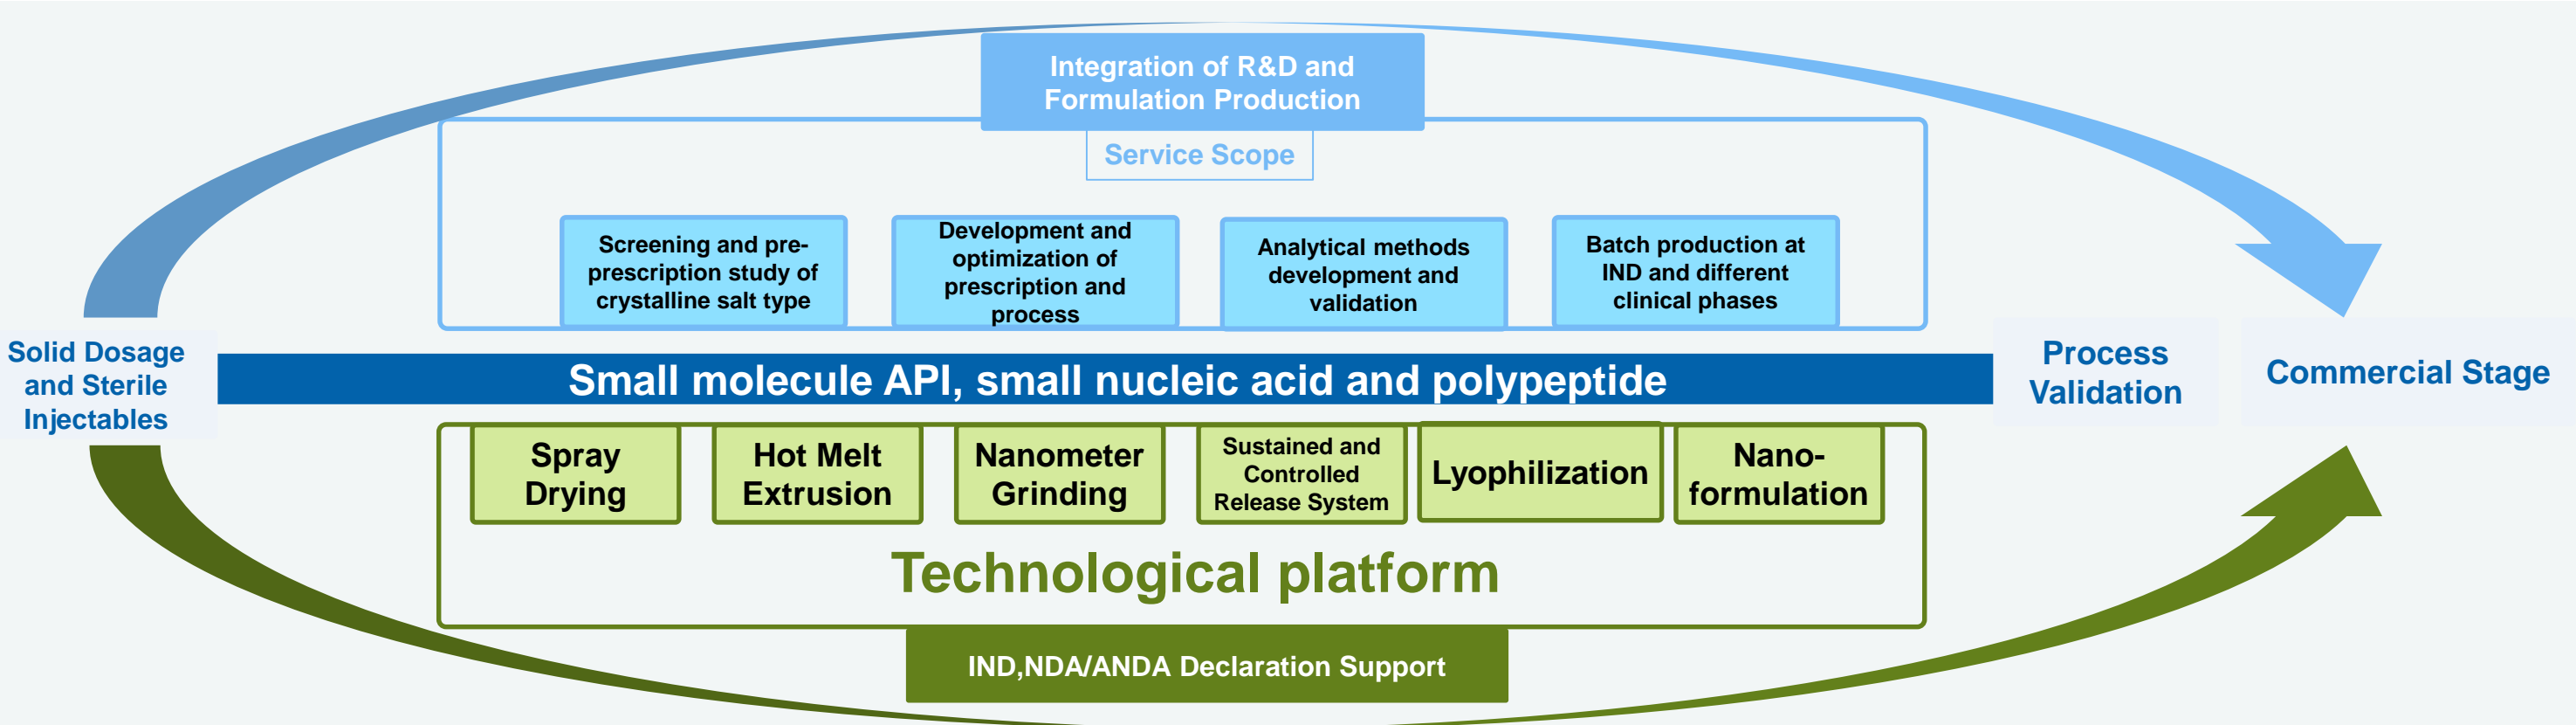 Integration of R&D and
Formulation Production
Service Scope
Screening and pre-
prescription study of
crystalline salt type
Development and
optimization of
prescription and
process
Analytical methods
development and
validation
Batch production at
IND and different
clinical phases
Solid Dosage
and Sterile
Injectables
Small molecule API, small nucleic acid and polypeptide
Process
Validation
Commercial Stage
Spray
Drying
Hot Melt
Extrusion
Nanometer
Grinding
Sustained and
Controlled
Release System
Lyophilization
Nano-
formulation
Technological platform
IND,NDA/ANDA Declaration Support